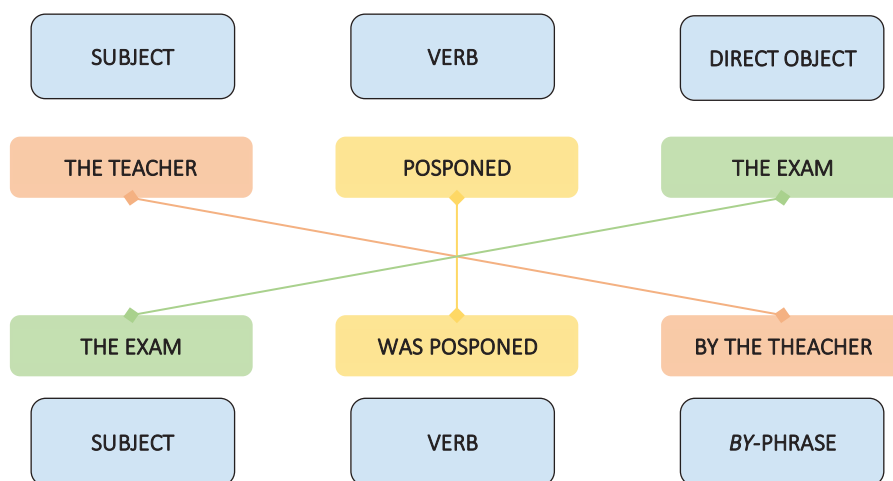 SUBJECT VERB DIRECT OBJECT
THE TEACHER POSPONED THE EXAM
THE EXAM WAS POSPONED BY THE THEACHER
SUBJECT VERB BY-PHRASE